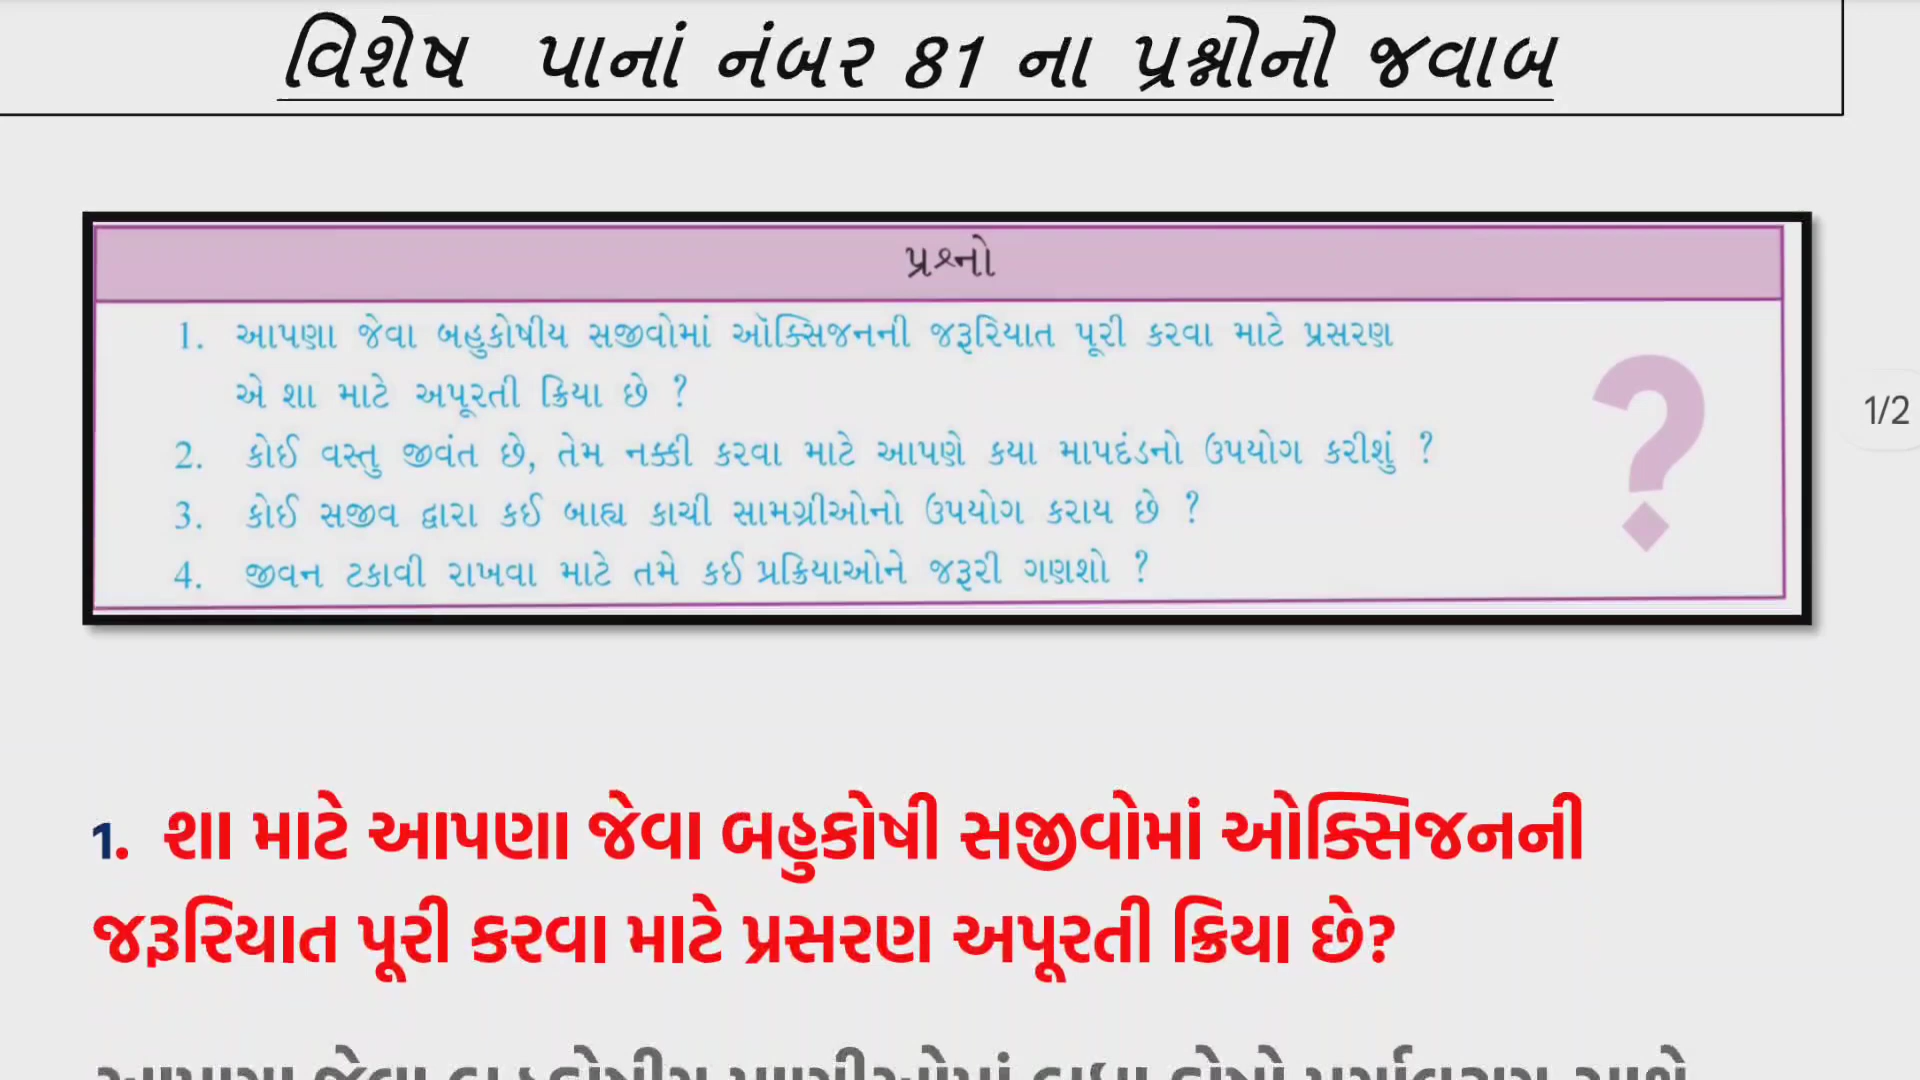 વિશેષ પાનાં નંબર 81 ના પ્રશ્નોનો જવાબ
પ્રશ્નો
1. આપણા જેવા બહુકોષીય સજીવોમાં ઑક્સિજનની જરૂરિયાત પૂરી કરવા માટે પ્રસરણ
એ શા માટે અપૂરતી ક્રિયા છે ?
1/2
2. કોઈ વસ્તુ જીવંત છે, તેમ નક્કી કરવા માટે આપણે કયા માપદંડનો ઉપયોગ કરીશું ?
3. કોઈ સજીવ દ્વારા કઈ બાહ્ય કાચી સામગ્રીઓનો ઉપયોગ કરાય છે ?
4. જીવન ટકાવી રાખવા માટે તમે કઈ પ્રક્રિયાઓને જરૂરી ગણશો ?
?
1. શા માટે આપણા જેવા બહુકોષી સજીવોમાં ઓક્સિજનની
જરૂરિયાત પૂરી કરવા માટે પ્રસરણ અપૂરતી ક્રિયા છે?